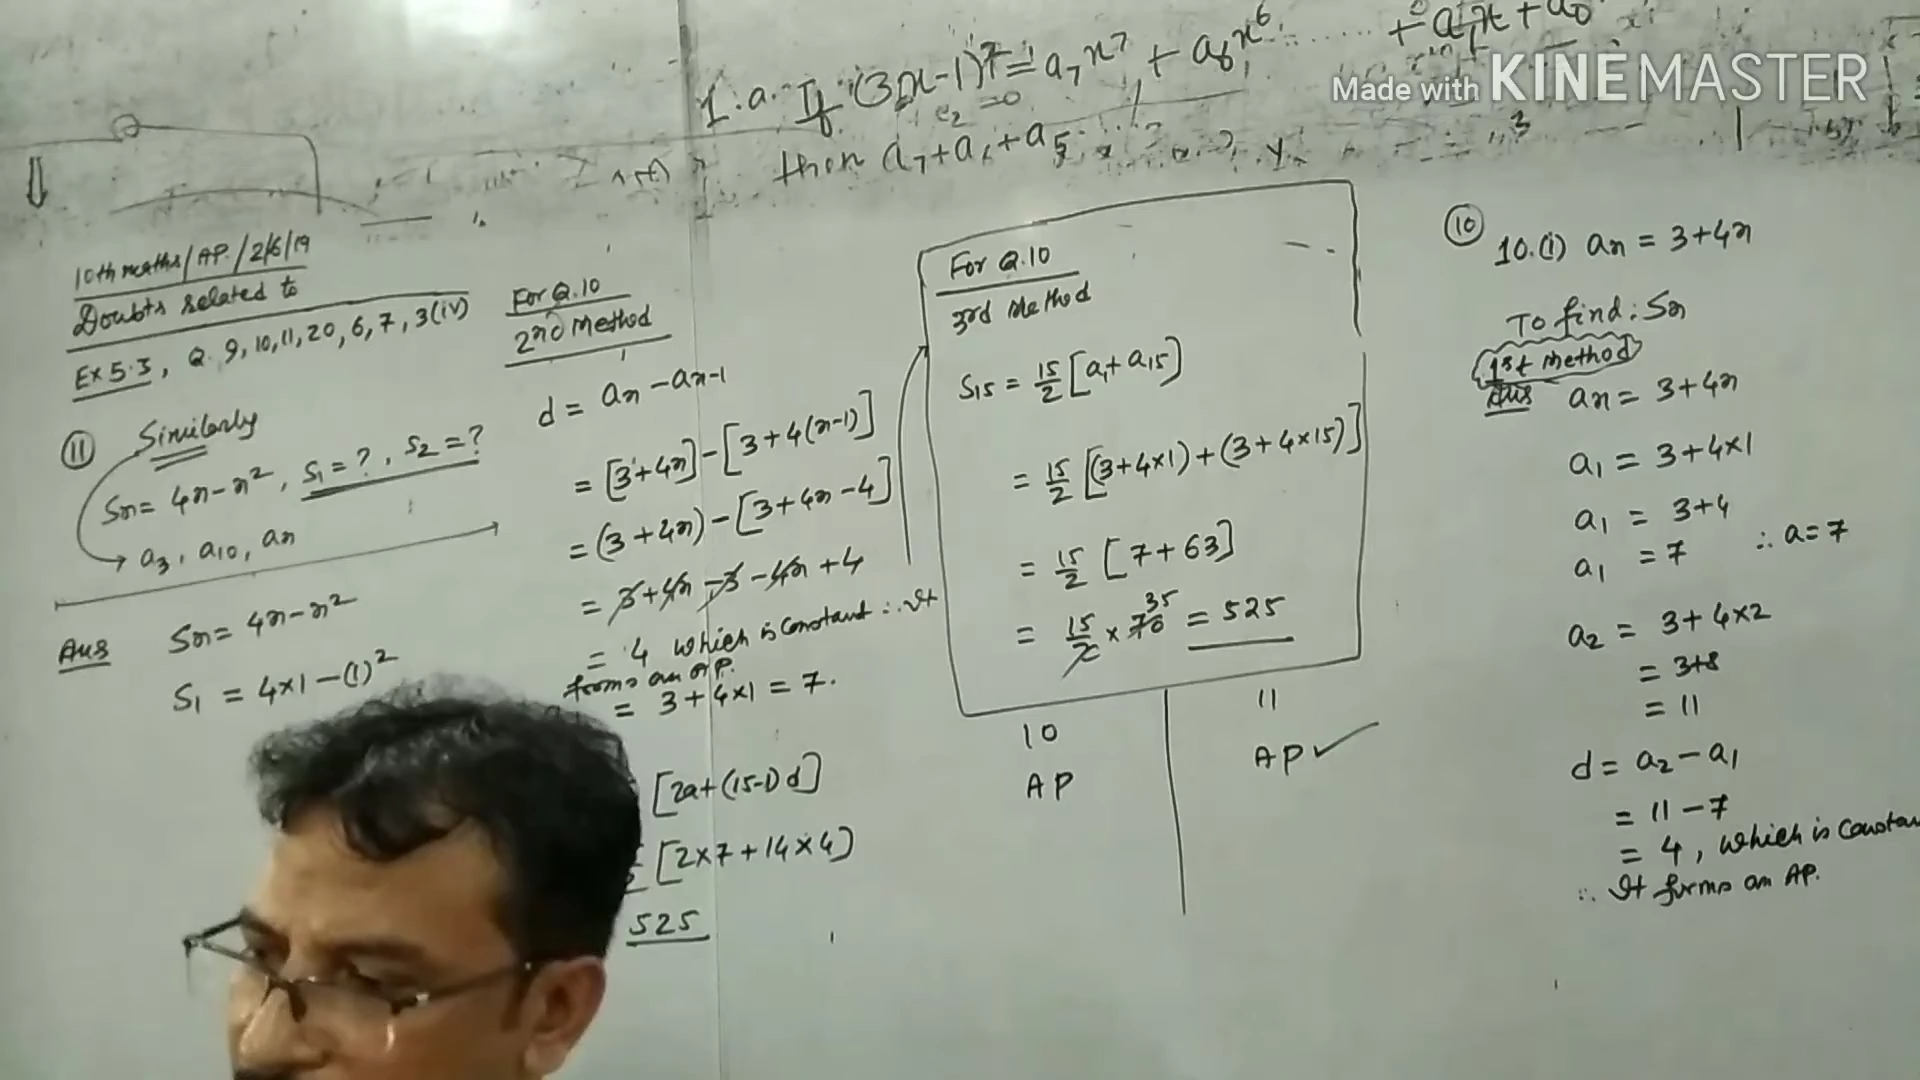 1.a. If (3x-1)⁷ = a₇x⁷ + a₆x⁶ ...... + a₁x + a₀
then a₇+a₆+a₅
Made with KINEMASTER
10th maths/AP./2/6/19
Doubts related to
Ex 5.3, Q. 9,10,11,20,6,7,3(iv)
11 Similarly
Sn = 4n-n², S₁=?, S₂=?
a₃, a₁₀, an
Ans Sn = 4n-n²
S₁ = 4×1-(1)²
For Q.10
2nd Method
d = an - an-1
= [3+4n]-[3+4(n-1)]
= (3+4n)-[3+4n-4]
= 3+4n-3-4n+4
= 4 which is constant ∴ It
forms an AP.
= 3+4×1 = 7.
[2a+(15-1)d]
[2×7+14×4]
525
For Q.10
3rd Method
S₁₅ = 15/2 [a₁+a₁₅]
= 15/2 [(3+4×1)+(3+4×15)]
= 15/2 [7+63]
= 15/2 × 70 35 = 525
10 11
AP AP✓
10 10.(i) an = 3+4n
To find: Sn
1st method
Ans an = 3+4n
a₁ = 3+4×1
a₁ = 3+4
a₁ = 7 ∴ a=7
a₂ = 3+4×2
= 3+8
= 11
d = a₂-a₁
= 11-7
= 4, which is constan
∴ It forms an AP.